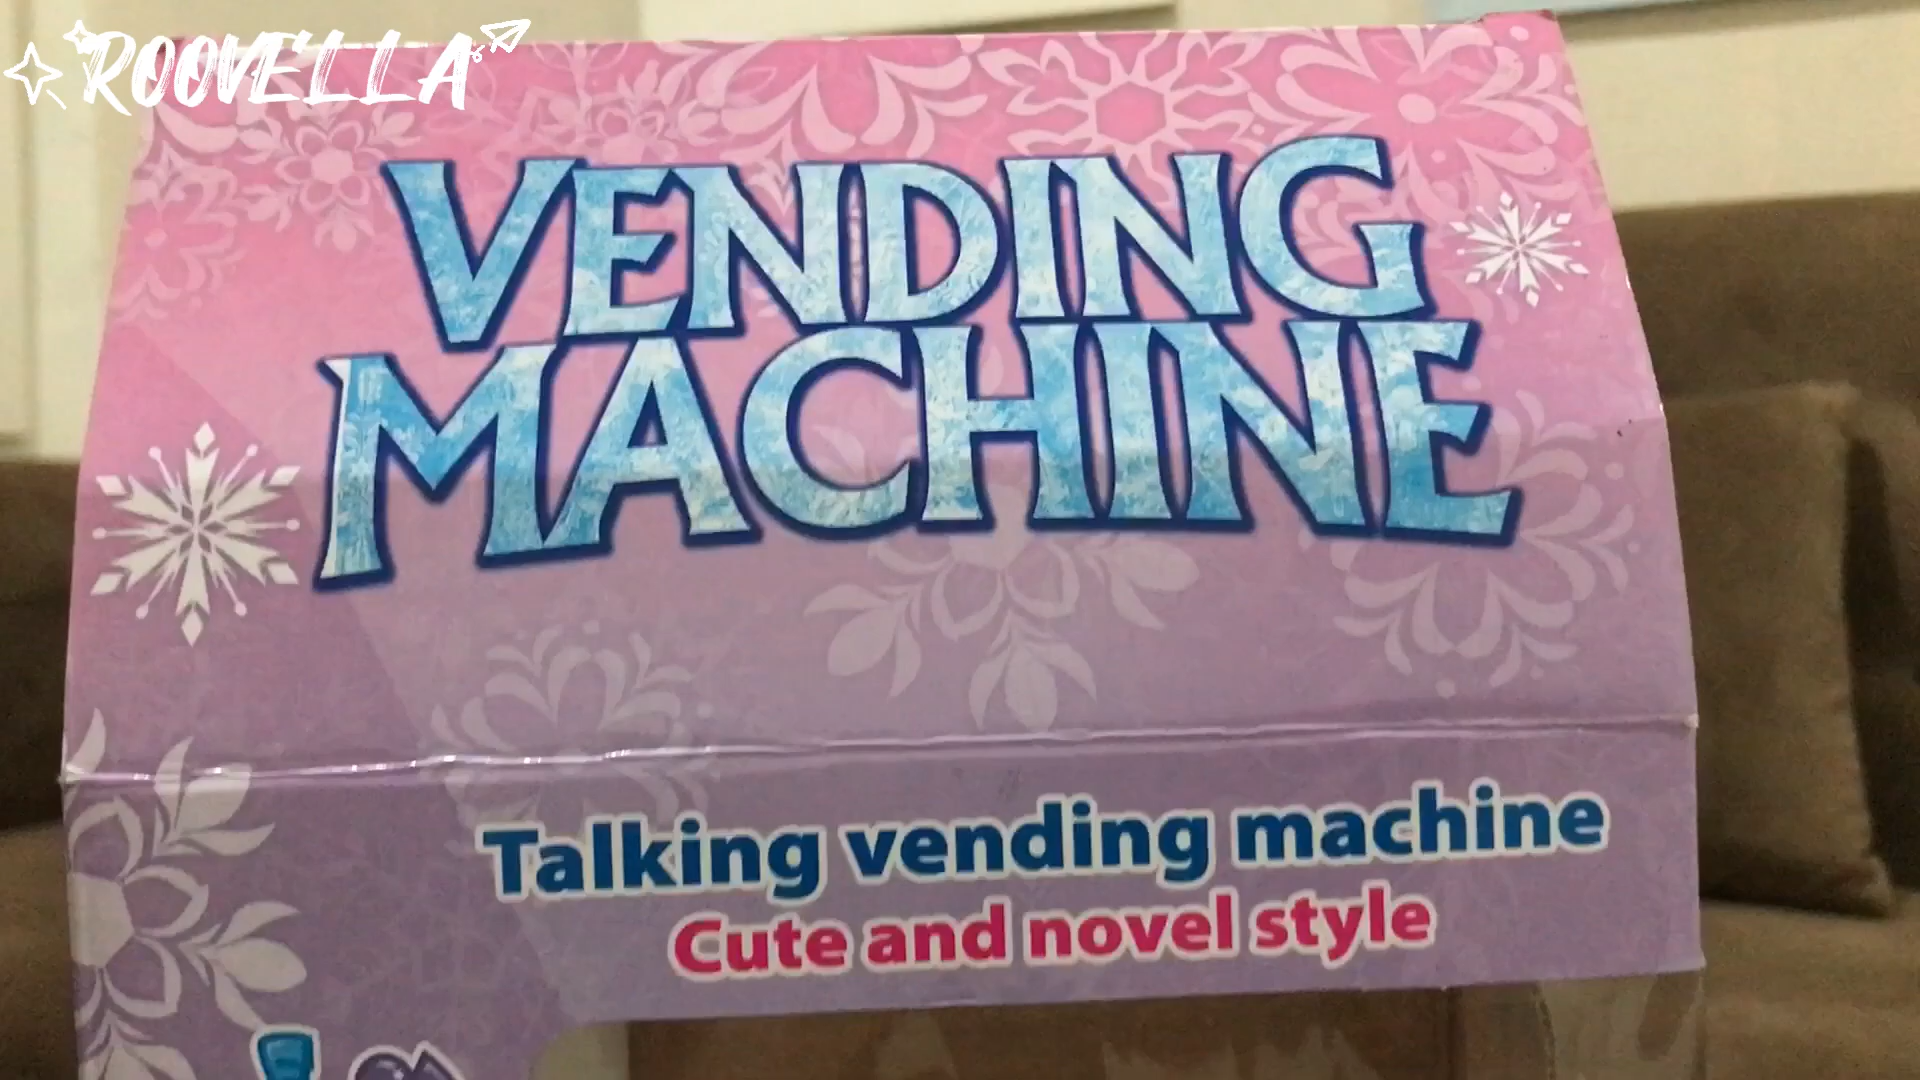 ROOVELLA
VENDING
MACHINE
Talking vending machine
Cute and novel style